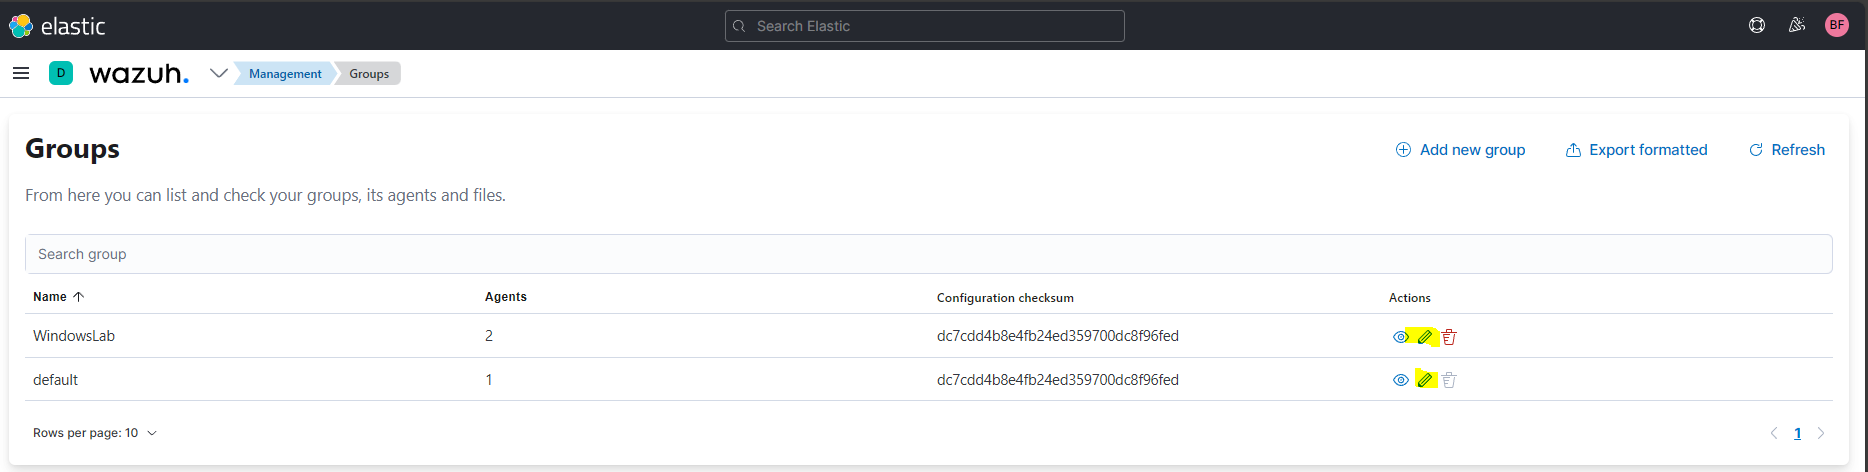 elastic
Search Elastic
BF
D
wazuh.
Management
Groups
Groups
Add new group
Export formatted
Refresh
From here you can list and check your groups, its agents and files.
Search group
Name Agents Configuration checksum Actions
WindowsLab 2 dc7cdd4b8e4fb24ed359700dc8f96fed
default 1 dc7cdd4b8e4fb24ed359700dc8f96fed
Rows per page: 10
1